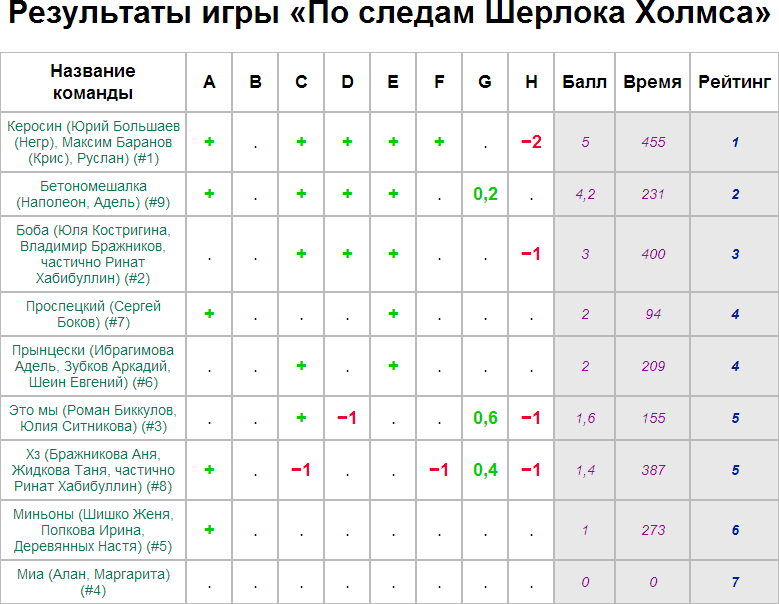 Результаты игры «По следам Шерлока Холмса»
Название команды A B C D E F G H Балл Время Рейтинг
Керосин (Юрий Большаев (Негр), Максим Баранов (Крис), Руслан) (#1) + . + + + + . −2 5 455 1
Бетономешалка (Наполеон, Адель) (#9) + . + + + . 0,2 . 4,2 231 2
Боба (Юля Костригина, Владимир Бражников, частично Ринат Хабибуллин) (#2) . . + + + . . −1 3 400 3
Проспецкий (Сергей Боков) (#7) + . . . + . . . 2 94 4
Прынцески (Ибрагимова Адель, Зубков Аркадий, Шеин Евгений) (#6) . . + . + . . . 2 209 4
Это мы (Роман Биккулов, Юлия Ситникова) (#3) . . + −1 . . 0,6 −1 1,6 155 5
Хз (Бражникова Аня, Жидкова Таня, частично Ринат Хабибуллин) (#8) + . −1 . . −1 0,4 −1 1,4 387 5
Миньоны (Шишко Женя, Попкова Ирина, Деревянных Настя) (#5) + . . . . . . . 1 273 6
Миа (Алан, Маргарита) (#4) . . . . . . . . 0 0 7